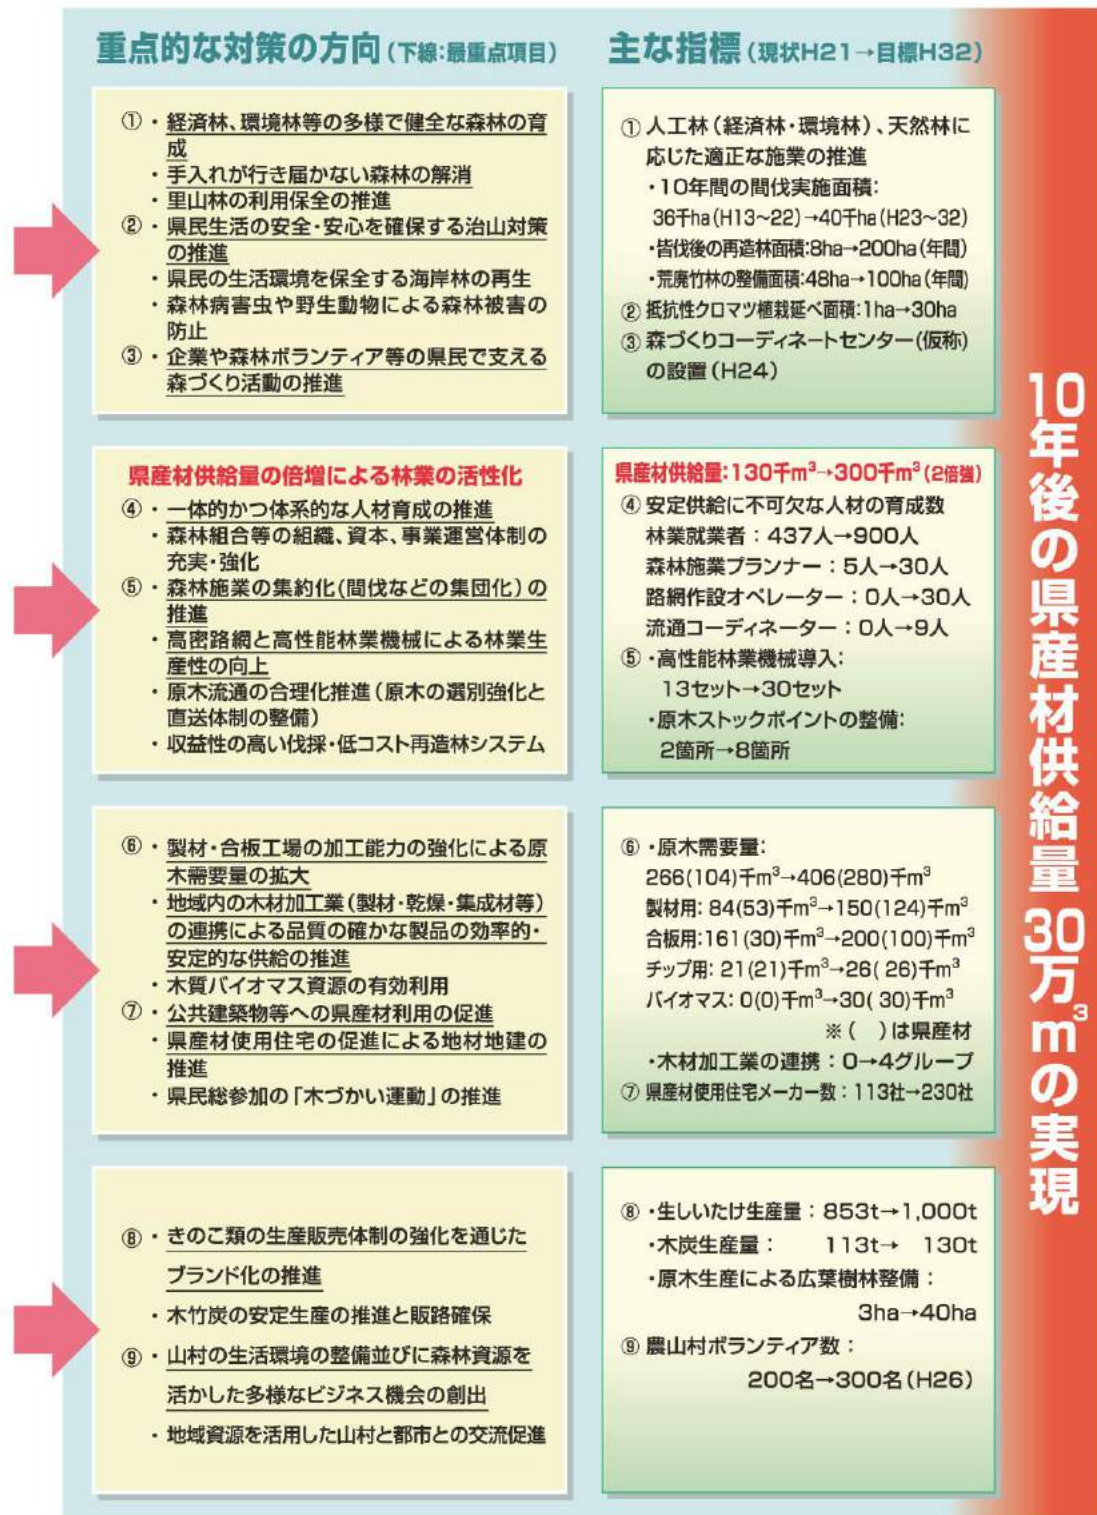 重点的な対策の方向(下線:最重点項目)
① ・ 経済林、環境林等の多様で健全な森林の育
成
・ 手入れが行き届かない森林の解消
・ 里山林の利用保全の推進
② ・ 県民生活の安全・安心を確保する治山対策
の推進
・ 県民の生活環境を保全する海岸林の再生
・ 森林病害虫や野生動物による森林被害の
防止
③ ・ 企業や森林ボランティア等の県民で支える
森づくり活動の推進
県産材供給量の倍増による林業の活性化
④ ・ 一体的かつ体系的な人材育成の推進
・ 森林組合等の組織、資本、事業運営体制の
充実・強化
⑤ ・ 森林施業の集約化(間伐などの集団化)の
推進
・ 高密路網と高性能林業機械による林業生
産性の向上
・ 原木流通の合理化推進(原木の選別強化と
直送体制の整備)
・ 収益性の高い伐採・低コスト再造林システム
⑥ ・ 製材・合板工場の加工能力の強化による原
木需要量の拡大
・ 地域内の木材加工業(製材・乾燥・集成材等)
の連携による品質の確かな製品の効率的・
安定的な供給の推進
・ 木質バイオマス資源の有効利用
⑦ ・ 公共建築物等への県産材利用の促進
・ 県産材使用住宅の促進による地材地建の
推進
・ 県民総参加の「木づかい運動」の推進
⑧ ・ きのこ類の生産販売体制の強化を通じた
ブランド化の推進
・ 木竹炭の安定生産の推進と販路確保
⑨ ・ 山村の生活環境の整備並びに森林資源を
活かした多様なビジネス機会の創出
・ 地域資源を活用した山村と都市との交流促進
主な指標(現状H21→目標H32)
① 人工林(経済林・環境林)、天然林に
応じた適正な施業の推進
・10年間の間伐実施面積:
36千ha(H13~22)→40千ha(H23~32)
・皆伐後の再造林面積:8ha→200ha(年間)
・荒廃竹林の整備面積:48ha→100ha(年間)
② 抵抗性クロマツ植栽延べ面積:1ha→30ha
③ 森づくりコーディネートセンター(仮称)
の設置(H24)
県産材供給量:130千m³→300千m³(2倍強)
④ 安定供給に不可欠な人材の育成数
林業就業者:437人→900人
森林施業プランナー:5人→30人
路網作設オペレーター:0人→30人
流通コーディネーター:0人→9人
⑤ ・高性能林業機械導入:
13セット→30セット
・原木ストックポイントの整備:
2箇所→8箇所
⑥ ・原木需要量:
266(104)千m³→406(280)千m³
製材用:84(53)千m³→150(124)千m³
合板用:161(30)千m³→200(100)千m³
チップ用:21(21)千m³→26( 26)千m³
バイオマス:0(0)千m³→30( 30)千m³
※( )は県産材
・木材加工業の連携:0→4グループ
⑦ 県産材使用住宅メーカー数:113社→230社
⑧ ・生しいたけ生産量:853t→1,000t
・木炭生産量: 113t→ 130t
・原木生産による広葉樹林整備:
3ha→40ha
⑨ 農山村ボランティア数:
200名→300名(H26)
10年後の県産材供給量30万m³の実現